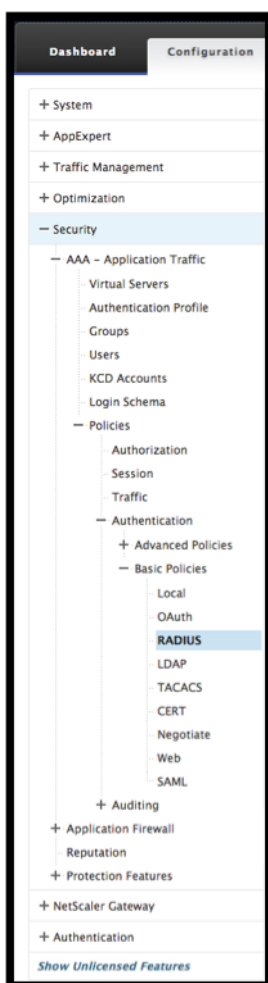 Dashboard Configuration
+ System
+ AppExpert
+ Traffic Management
+ Optimization
− Security
− AAA – Application Traffic
Virtual Servers
Authentication Profile
Groups
Users
KCD Accounts
Login Schema
− Policies
Authorization
Session
Traffic
− Authentication
+ Advanced Policies
− Basic Policies
Local
OAuth
RADIUS
LDAP
TACACS
CERT
Negotiate
Web
SAML
+ Auditing
+ Application Firewall
Reputation
+ Protection Features
+ NetScaler Gateway
+ Authentication
Show Unlicensed Features